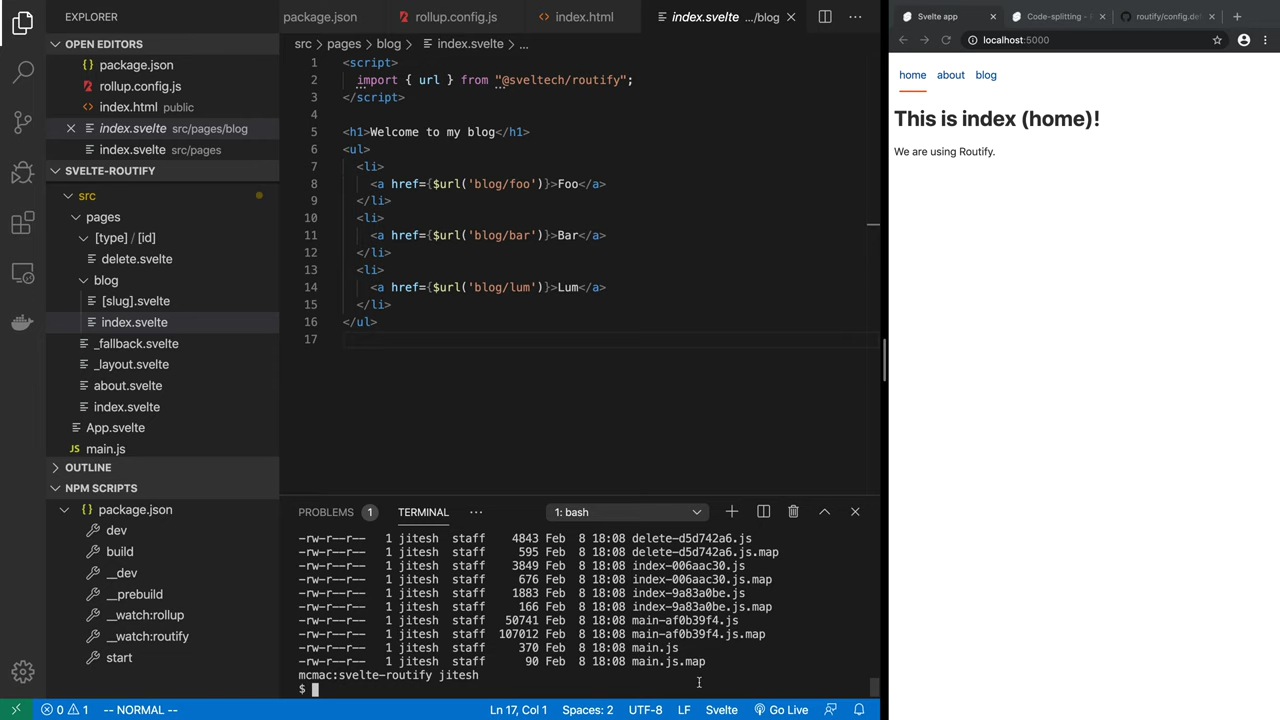 EXPLORER
OPEN EDITORS
package.json
rollup.config.js
index.html public
index.svelte src/pages/blog
index.svelte src/pages
SVELTE-ROUTIFY
src
pages
[type] / [id]
delete.svelte
blog
[slug].svelte
index.svelte
_fallback.svelte
_layout.svelte
about.svelte
index.svelte
App.svelte
JS main.js
OUTLINE
NPM SCRIPTS
package.json
dev
build
__dev
__prebuild
__watch:rollup
__watch:routify
start
package.json rollup.config.js index.html index.svelte .../blog
src > pages > blog > index.svelte > ...
1 <script>
2 import { url } from "@sveltech/routify";
3 </script>
4
5 <h1>Welcome to my blog</h1>
6 <ul>
7 <li>
8 <a href={$url('blog/foo')}>Foo</a>
9 </li>
10 <li>
11 <a href={$url('blog/bar')}>Bar</a>
12 </li>
13 <li>
14 <a href={$url('blog/lum')}>Lum</a>
15 </li>
16 </ul>
17
PROBLEMS 1 TERMINAL ... 1: bash
-rw-r--r-- 1 jitesh staff 4843 Feb 8 18:08 delete-d5d742a6.js
-rw-r--r-- 1 jitesh staff 595 Feb 8 18:08 delete-d5d742a6.js.map
-rw-r--r-- 1 jitesh staff 3849 Feb 8 18:08 index-006aac30.js
-rw-r--r-- 1 jitesh staff 676 Feb 8 18:08 index-006aac30.js.map
-rw-r--r-- 1 jitesh staff 1883 Feb 8 18:08 index-9a83a0be.js
-rw-r--r-- 1 jitesh staff 166 Feb 8 18:08 index-9a83a0be.js.map
-rw-r--r-- 1 jitesh staff 50741 Feb 8 18:08 main-af0b39f4.js
-rw-r--r-- 1 jitesh staff 107012 Feb 8 18:08 main-af0b39f4.js.map
-rw-r--r-- 1 jitesh staff 370 Feb 8 18:08 main.js
-rw-r--r-- 1 jitesh staff 90 Feb 8 18:08 main.js.map
mcmac:svelte-routify jitesh
$
0 1 -- NORMAL -- Ln 17, Col 1 Spaces: 2 UTF-8 LF Svelte Go Live
Svelte app Code-splitting - routify/config.de
localhost:5000
home about blog
This is index (home)!
We are using Routify.